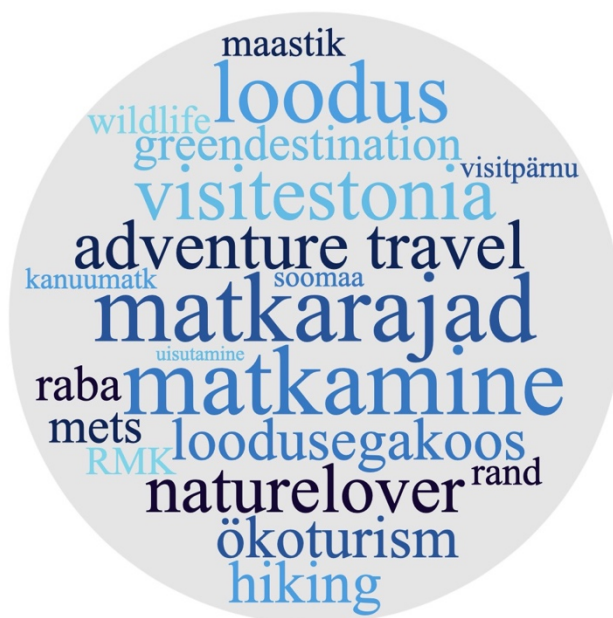 maastik
loodus
wildlife
greendestination
visitpärnu
visitestonia
adventure travel
kanuumatk soomaa
matkarajad
uisutamine
raba matkamine
mets loodusegakoos
RMK
naturelover rand
ökoturism
hiking